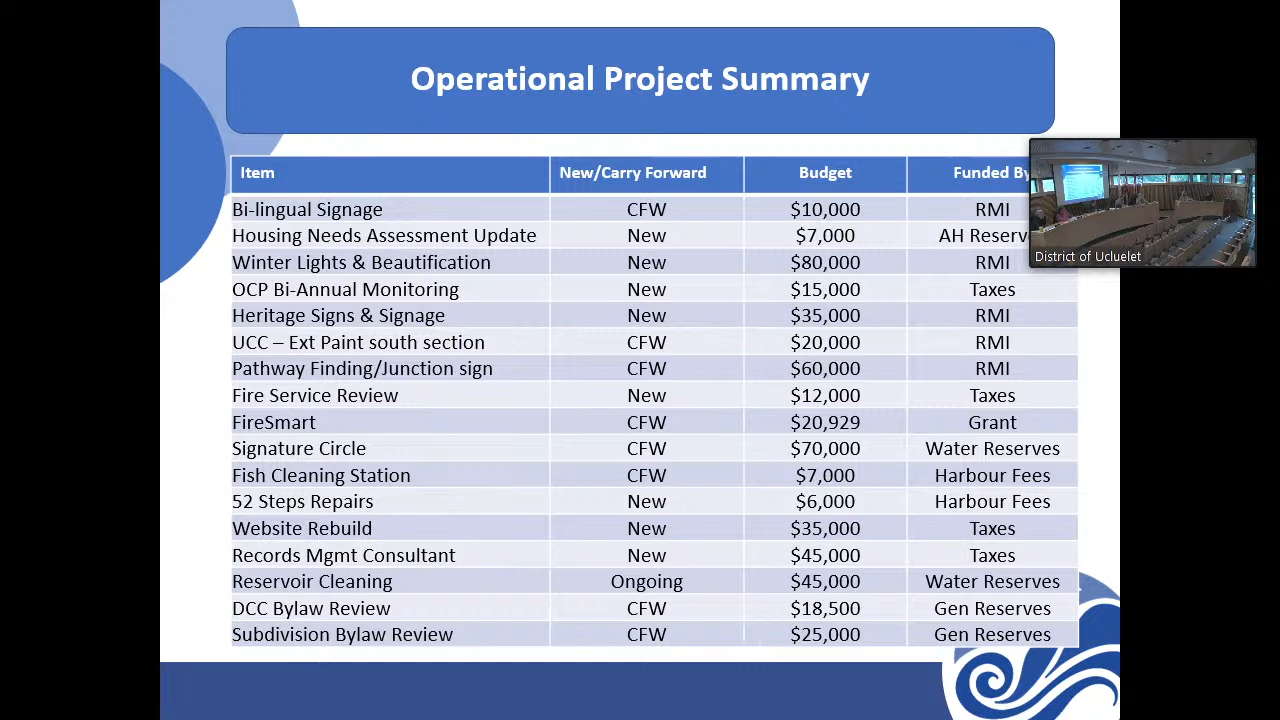 Operational Project Summary
Item New/Carry Forward Budget Funded By
Bi-lingual Signage CFW $10,000 RMI
Housing Needs Assessment Update New $7,000 AH Reserv
Winter Lights & Beautification New $80,000 RMI
OCP Bi-Annual Monitoring New $15,000 Taxes
Heritage Signs & Signage New $35,000 RMI
UCC – Ext Paint south section CFW $20,000 RMI
Pathway Finding/Junction sign CFW $60,000 RMI
Fire Service Review New $12,000 Taxes
FireSmart CFW $20,929 Grant
Signature Circle CFW $70,000 Water Reserves
Fish Cleaning Station CFW $7,000 Harbour Fees
52 Steps Repairs New $6,000 Harbour Fees
Website Rebuild New $35,000 Taxes
Records Mgmt Consultant New $45,000 Taxes
Reservoir Cleaning Ongoing $45,000 Water Reserves
DCC Bylaw Review CFW $18,500 Gen Reserves
Subdivision Bylaw Review CFW $25,000 Gen Reserves
District of Ucluelet